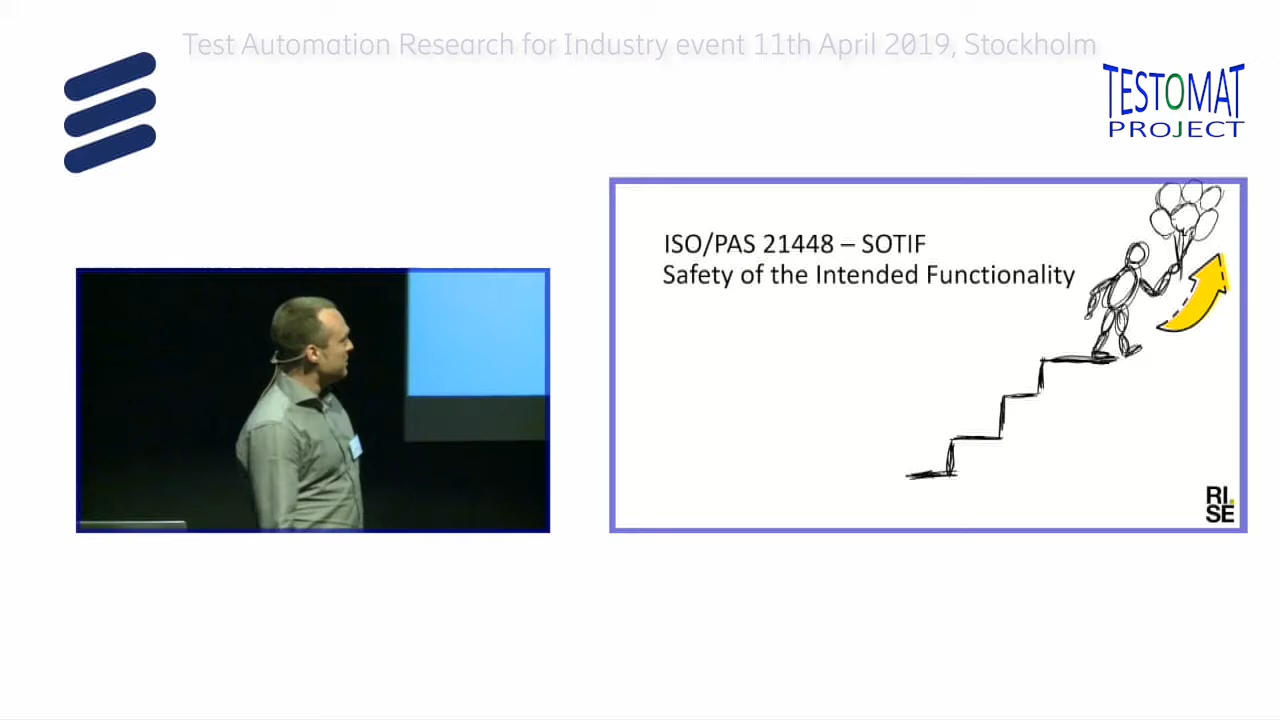 Test Automation Research for Industry event 11th April 2019, Stockholm
TESTOMAT
PROJECT
ISO/PAS 21448 – SOTIF
Safety of the Intended Functionality
RI.
SE